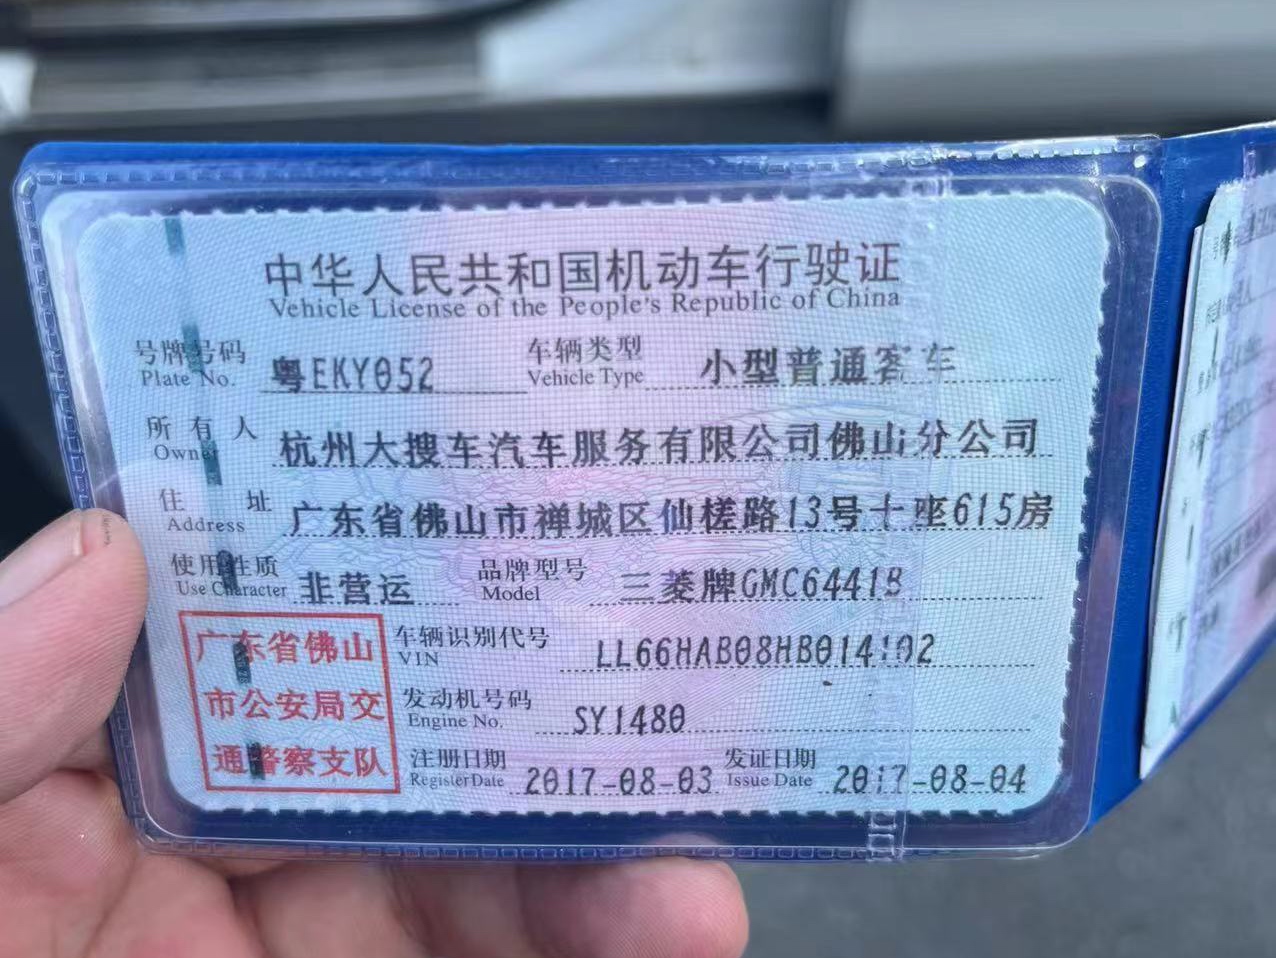 中华人民共和国机动车行驶证
Vehicle License of the People's Republic of China
号牌号码 粤EKY052 车辆类型 小型普通客车
Plate No. Vehicle Type
所有人 杭州大搜车汽车服务有限公司佛山分公司
Owner
住址 广东省佛山市禅城区仙槎路13号十座615房
Address
使用性质 非营运 品牌型号 三菱牌GMC6441B
Use Character Model
广东省佛山
市公安局交
通警察支队
车辆识别代号 LL66HAB08HB014102
VIN
发动机号码 SY1480
Engine No.
注册日期 2017-08-03 发证日期 2017-08-04
Register Date Issue Date